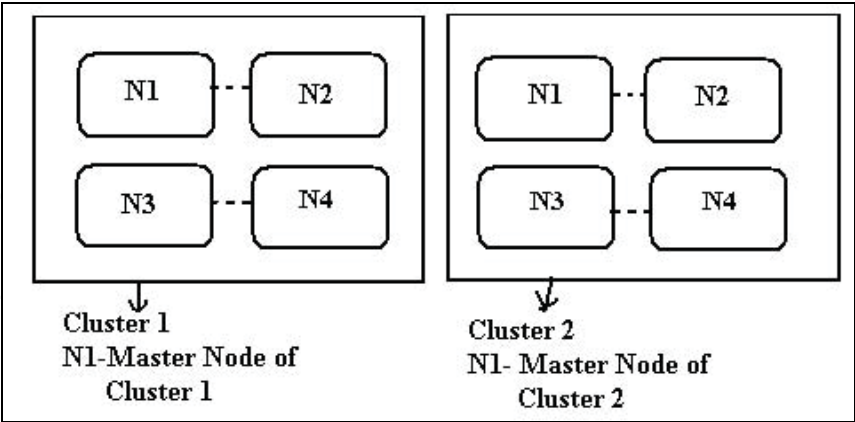 N1
N2
N3
N4
Cluster 1
N1-Master Node of
Cluster 1
N1
N2
N3
N4
Cluster 2
N1- Master Node of
Cluster 2